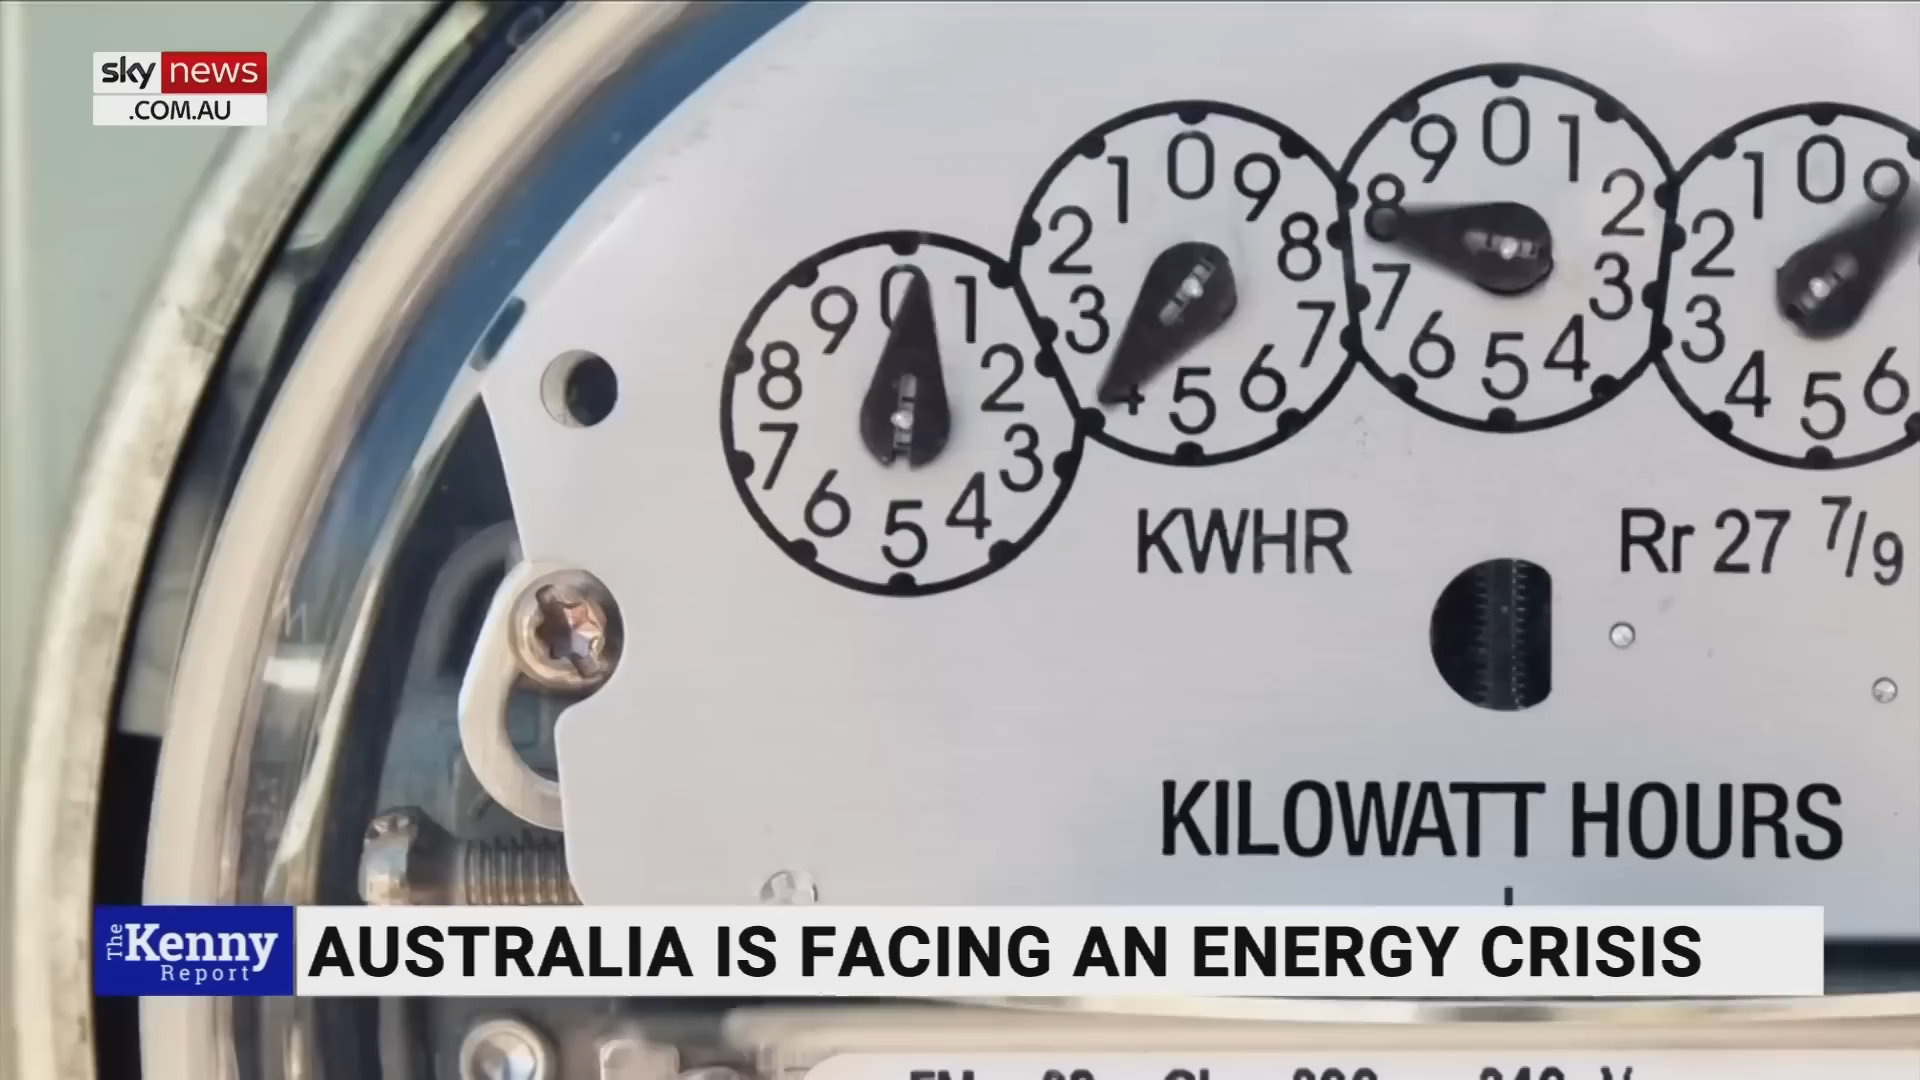 sky news
.COM.AU
0 1 2 3 4 5 6 7 8 9
0 9 8 7 6 5 3 2 1
0 1 2 3 4 5 6 7 8 9
0 9 6 5 4 3 2 1
KWHR
Rr 27 7/9
KILOWATT HOURS
The Kenny Report
AUSTRALIA IS FACING AN ENERGY CRISIS